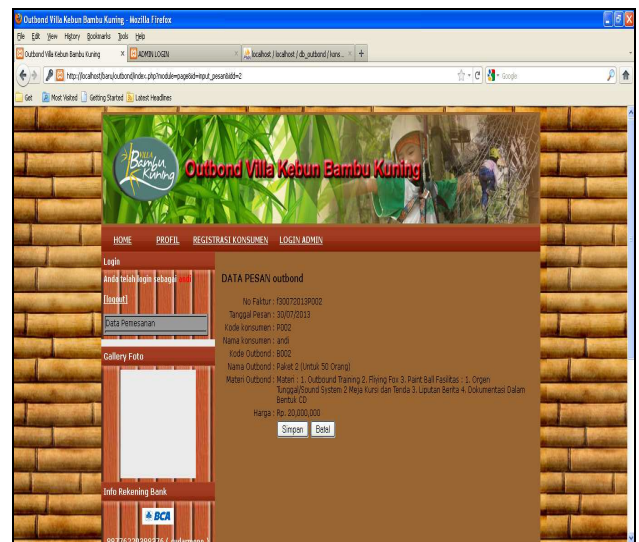 Outbond Villa Kebun Bambu Kuning - Mozilla Firefox
File Edit View History Bookmarks Tools Help
Outbond Villa Kebun Bambu Kuning
ADMIN LOGIN
localhost / localhost / db_outbond / kons...
http://localhost/baru/outbond/index.php?module=page&id=input_pesan&idd=2
Google
Most Visited Getting Started Latest Headlines
VILLA
Bambu
Kuning
Outbond Villa Kebun Bambu Kuning
HOME PROFIL REGISTRASI KONSUMEN LOGIN ADMIN
Login
Anda telah login sebagai andi
[logout]
Data Pemesanan
Gallery Foto
Info Rekening Bank
BCA
DATA PESAN outbond
No Faktur : f30072013P002
Tanggal Pesan : 30/07/2013
Kode konsumen : P002
Nama konsumen : andi
Kode Outbond : B002
Nama Outbond : Paket 2 (Untuk 50 Orang)
Materi Outbond : Materi : 1. Outbound Training 2. Fliying Fox 3. Paint Ball Fasilitas : 1. Orgen
Tunggal/Sound System 2 Meja Kursi dan Tenda 3. Liputan Berita 4. Dokumentasi Dalam
Bentuk CD
Harga : Rp. 20,000,000
Simpan Batal